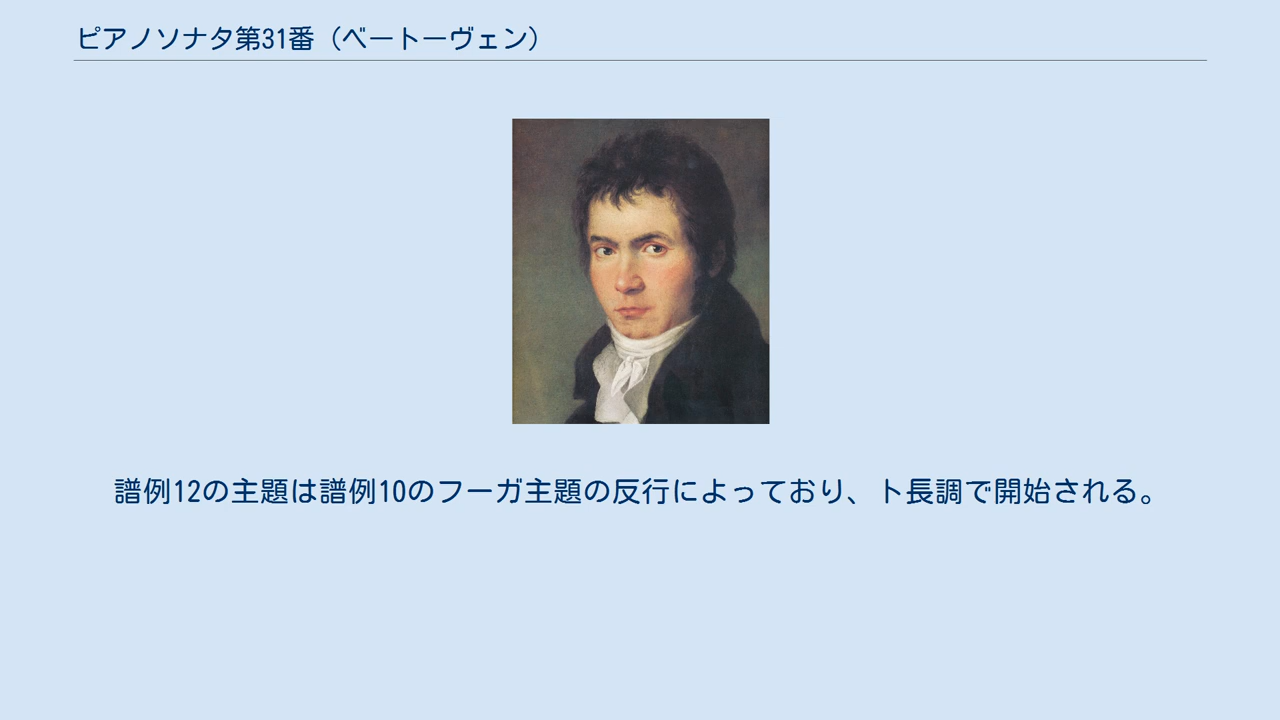 ピアノソナタ第31番（ベートーヴェン）
譜例12の主題は譜例10のフーガ主題の反行によっており、ト長調で開始される。